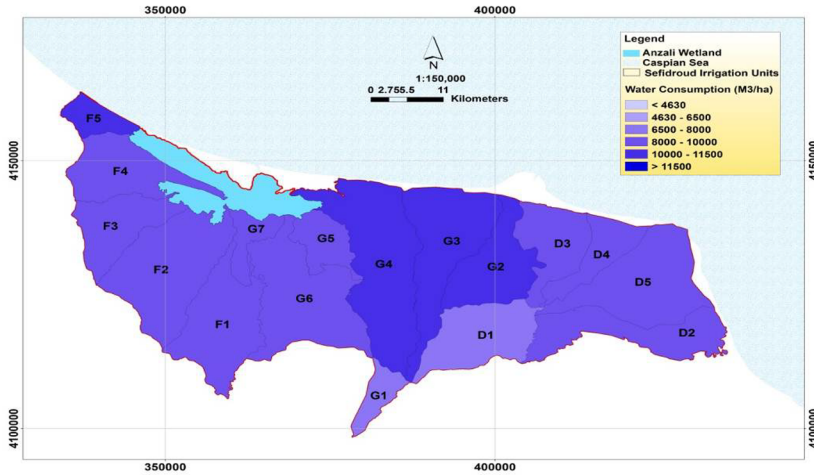 350000 400000
Legend
Anzali Wetland
Caspian Sea
Sefidroud Irrigation Units
Water Consumption (M3/ha)
< 4630
4630 - 6500
6500 - 8000
8000 - 10000
10000 - 11500
> 11500
N
1:150,000
0 2.755.5 11
Kilometers
4150000 4150000
F5
F4
F3
F2
F1
G7
G5
G6
G4
G3
G2
G1
D1
D3
D4
D5
D2
4100000 4100000
350000 400000